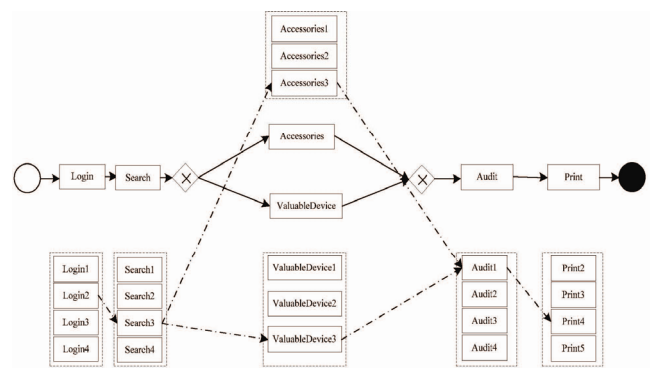 Accessories1
Accessories2
Accessories3
Accessories
Login
Search
Audit
Print
ValuableDevice
Login1
Login2
Login3
Login4
Search1
Search2
Search3
Search4
ValuableDevice1
ValuableDevice2
ValuableDevice3
Audit1
Audit2
Audit3
Audit4
Print2
Print3
Print4
Print5